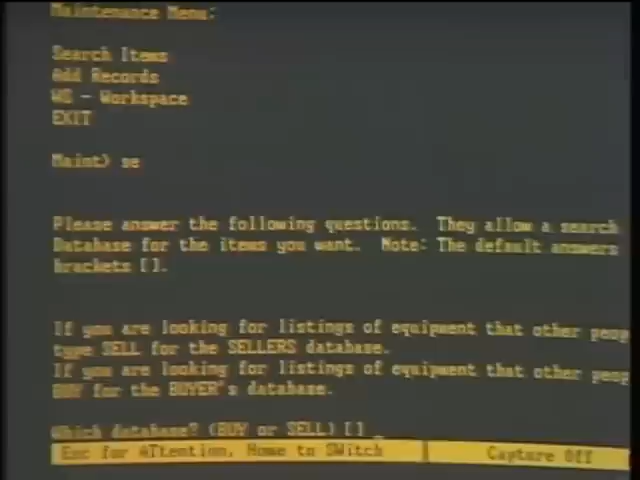 Maintenance Menu:
Search Items
Add Records
WS - Workspace
EXIT
Maint> se
Please answer the following questions. They allow a search
Database for the items you want. Note: The default answers
brackets [].
If you are looking for listings of equipment that other peop
type SELL for the SELLERS database.
If you are looking for listings of equipment that other peop
BUY for the BUYER's database.
Which database? (BUY or SELL) [] _
Esc for ATtention, Home to SWitch | Capture Off